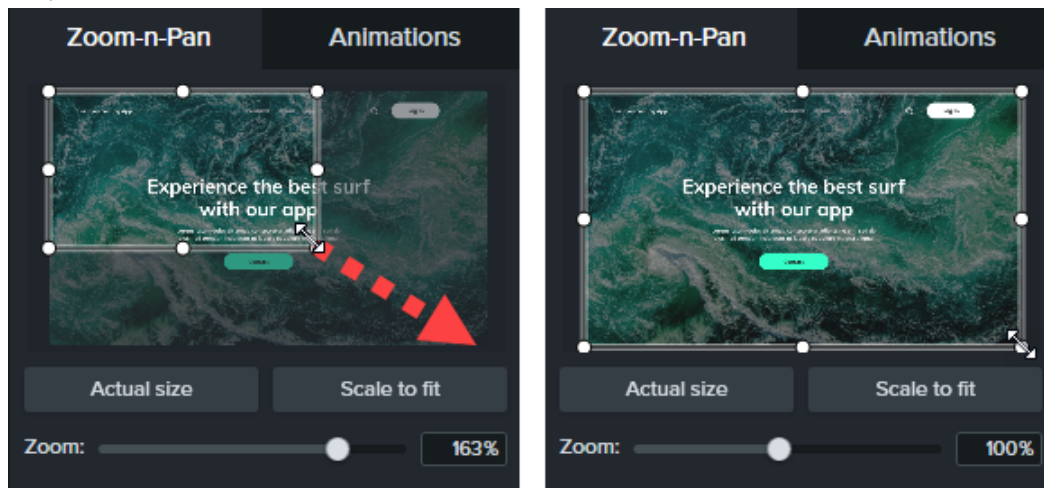 Zoom-n-Pan Animations
Experience the best surf
with our app
Actual size Scale to fit
Zoom: 163%
Zoom-n-Pan Animations
Experience the best surf
with our app
Actual size Scale to fit
Zoom: 100%